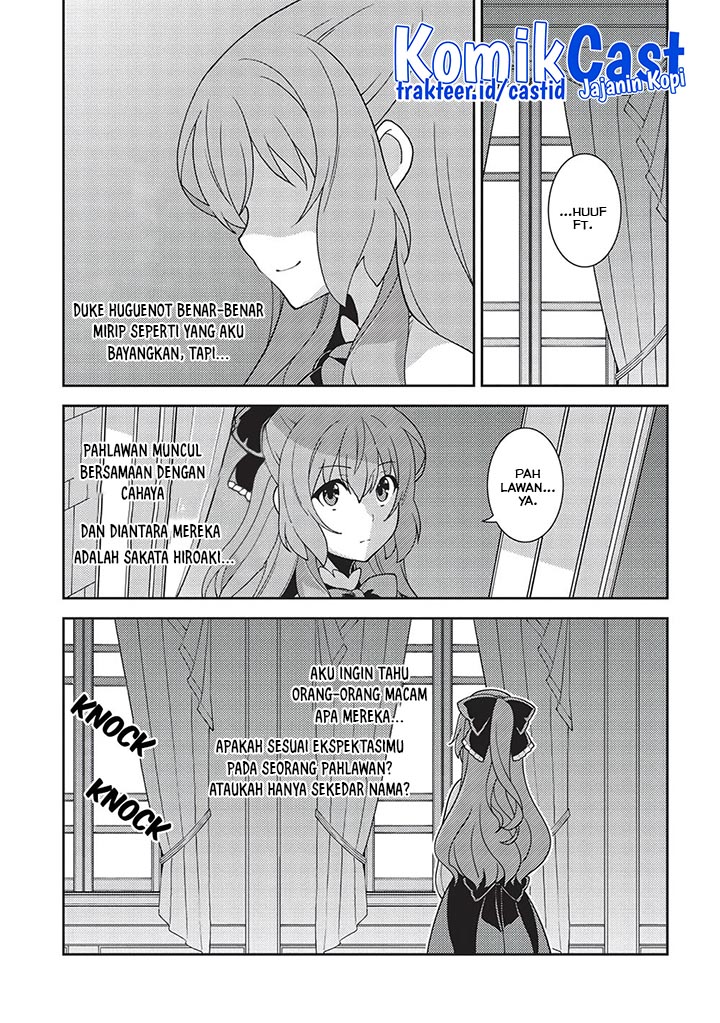 KomikCast
trakteer.id/castid
Jajanin Kopi
...HUUF
FT.
DUKE HUGUENOT BENAR-BENAR
MIRIP SEPERTI YANG AKU
BAYANGKAN, TAPI...
PAH
LAWAN...
YA.
PAHLAWAN MUNCUL
BERSAMAAN DENGAN
CAHAYA
DAN DIANTARA MEREKA
ADALAH SAKATA HIROAKI...
AKU INGIN TAHU
ORANG-ORANG MACAM
APA MEREKA...
APAKAH SESUAI EKSPEKTASIMU
PADA SEORANG PAHLAWAN?
ATAUKAH HANYA SEKEDAR NAMA?
KNOCK
KNOCK